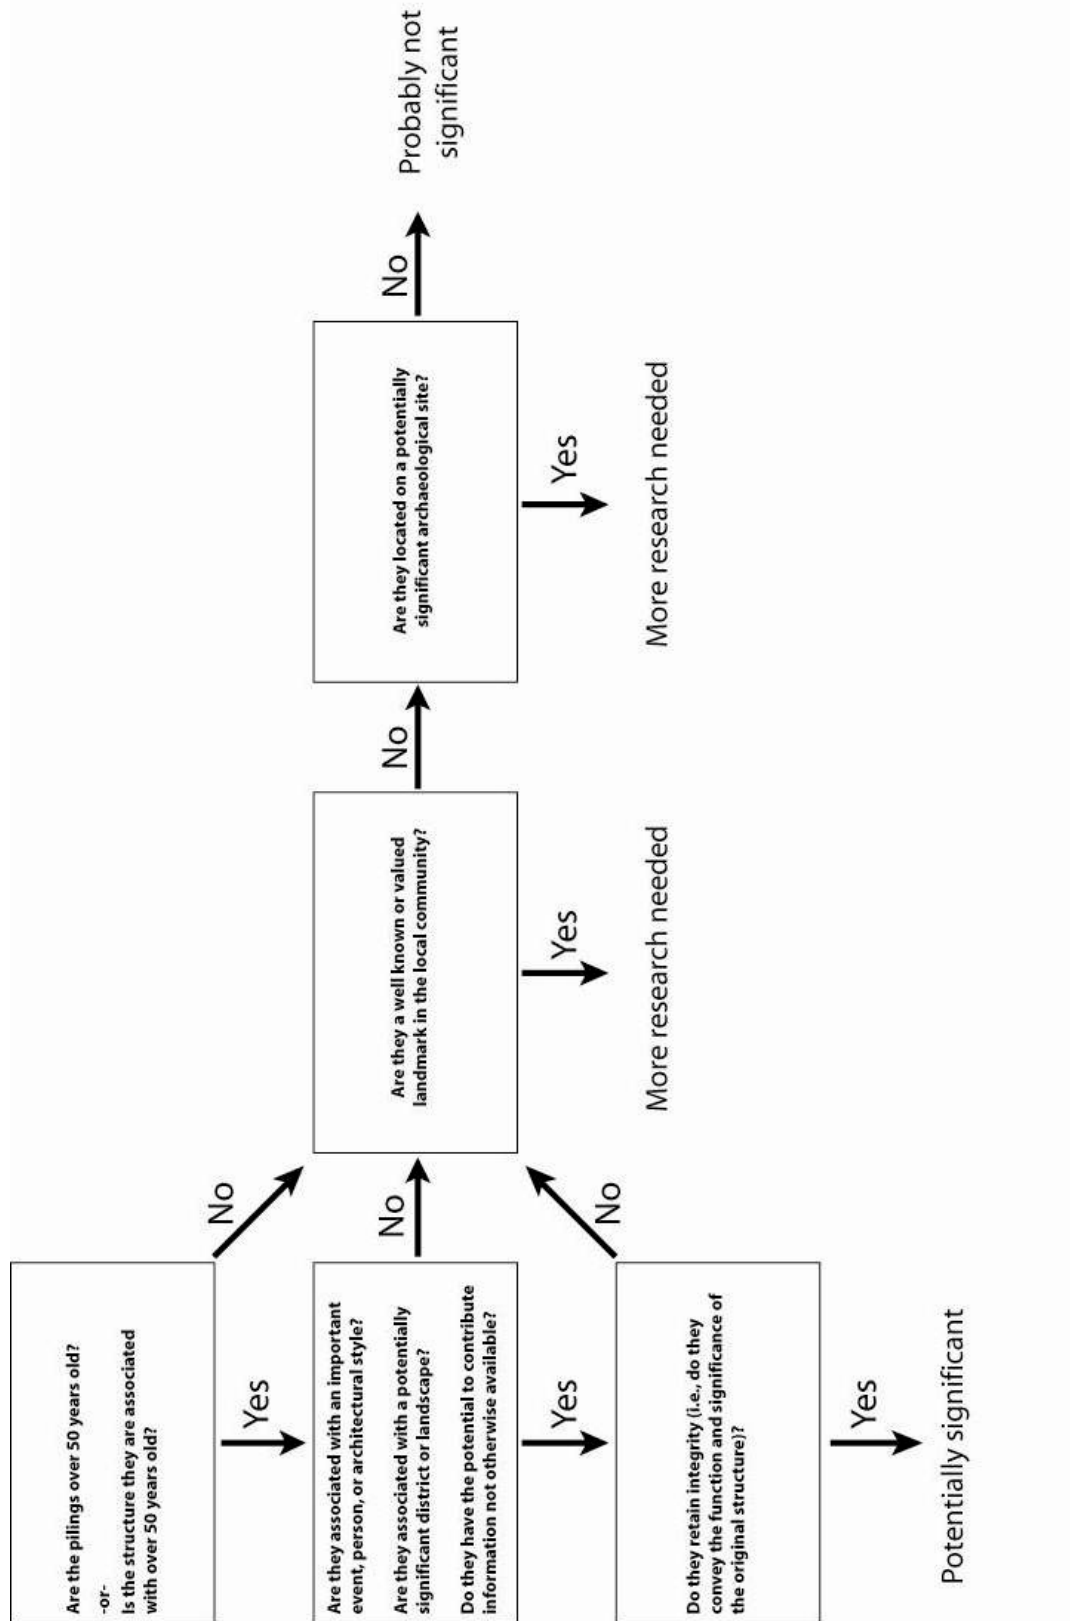 Are the pilings over 50 years old?
-or-
Is the structure they are associated
with over 50 years old?
No
Yes
Are they associated with an important
event, person, or architectural style?
Are they associated with a potentially
significant district or landscape?
Do they have the potential to contribute
information not otherwise available?
No
Yes
Do they retain integrity (i.e., do they
convey the function and significance of
the original structure)?
No
Yes
Potentially significant
Are they a well known or valued
landmark in the local community?
No
Yes
More research needed
Are they located on a potentially
significant archaeological site?
No
Yes
More research needed
Probably not
significant